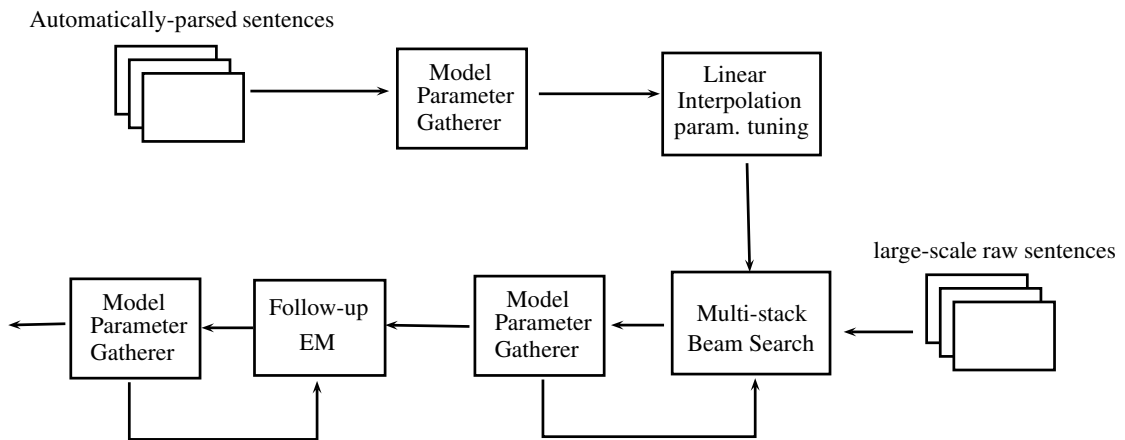 Automatically-parsed sentences
Model
Parameter
Gatherer
Linear
Interpolation
param. tuning
large-scale raw sentences
Model
Parameter
Gatherer
Follow-up
EM
Model
Parameter
Gatherer
Multi-stack
Beam Search